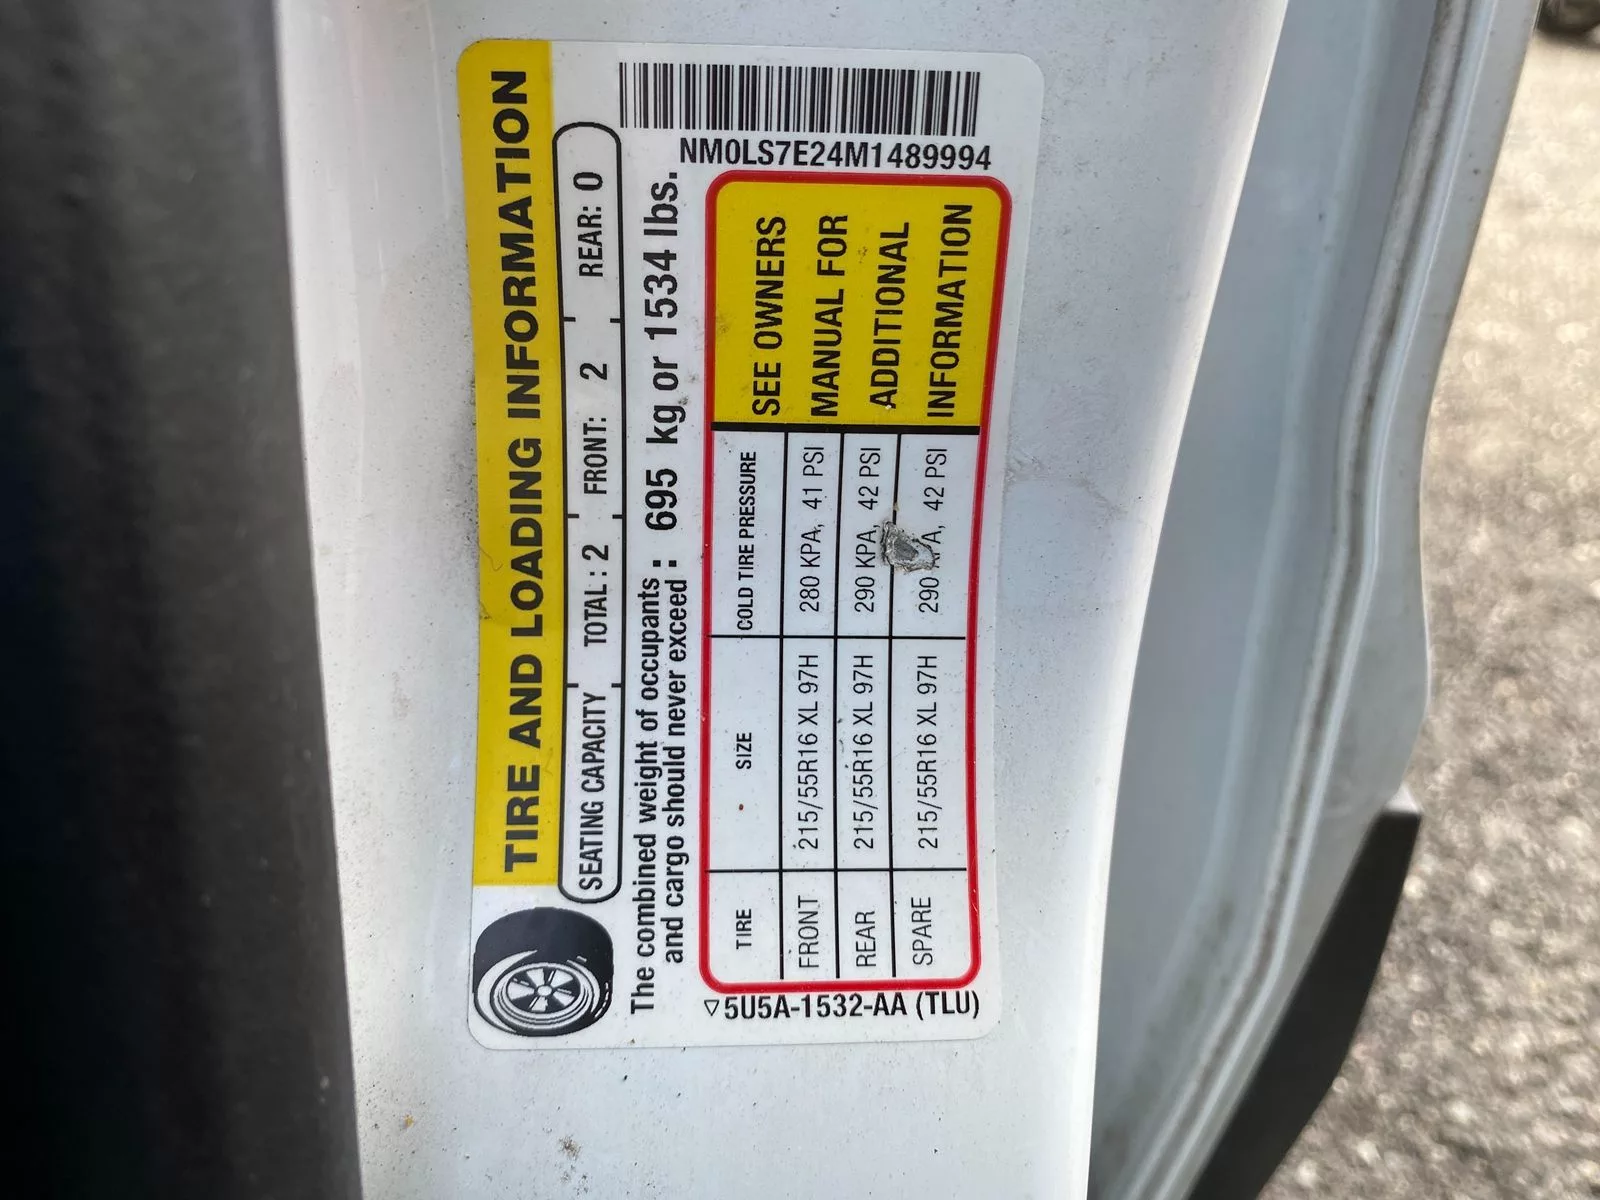 NM0LS7E24M1489994
TIRE AND LOADING INFORMATION
SEATING CAPACITY TOTAL : 2 FRONT: 2 REAR: 0
The combined weight of occupants
and cargo should never exceed : 695 kg or 1534 lbs.
TIRE SIZE COLD TIRE PRESSURE
FRONT 215/55R16 XL 97H 280 KPA, 41 PSI
REAR 215/55R16 XL 97H 290 KPA, 42 PSI
SPARE 215/55R16 XL 97H 290 KPA, 42 PSI
SEE OWNERS
MANUAL FOR
ADDITIONAL
INFORMATION
5U5A-1532-AA (TLU)